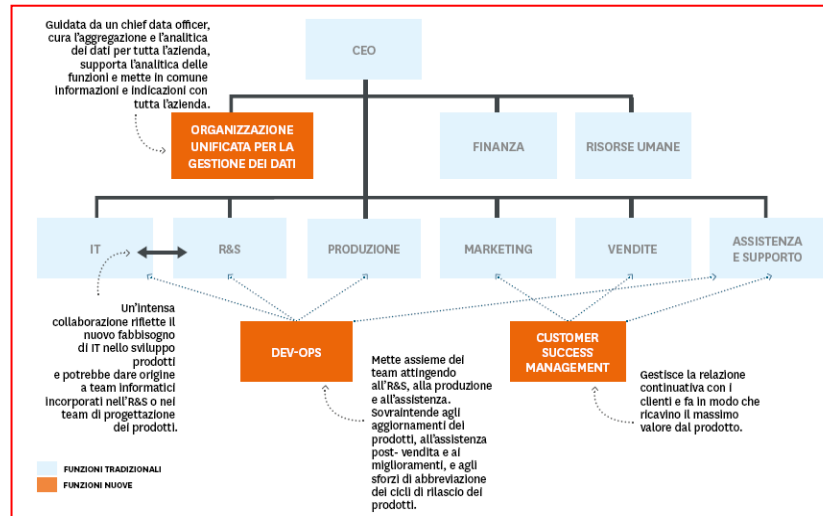 Guidata da un chief data officer,
cura l'aggregazione e l'analitica
dei dati per tutta l'azienda,
supporta l'analitica delle
funzioni e mette in comune
informazioni e indicazioni con
tutta l'azienda.
CEO
ORGANIZZAZIONE
UNIFICATA PER LA
GESTIONE DEI DATI
FINANZA
RISORSE UMANE
IT
R&S
PRODUZIONE
MARKETING
VENDITE
ASSISTENZA
E SUPPORTO
Un'intensa
collaborazione riflette il
nuovo fabbisogno
di IT nello sviluppo
prodotti
e potrebbe dare origine
a team informatici
incorporati nell'R&S o nei
team di progettazione
dei prodotti.
DEV-OPS
Mette assieme dei
team attingendo
all'R&S, alla produzione
e all'assistenza.
Sovraintende agli
aggiornamenti dei
prodotti, all'assistenza
post- vendita e ai
miglioramenti, e agli
sforzi di abbreviazione
dei cicli di rilascio dei
prodotti.
CUSTOMER
SUCCESS
MANAGEMENT
Gestisce la relazione
continuativa con i
clienti e fa in modo che
ricavino il massimo
valore dal prodotto.
FUNZIONI TRADIZIONALI
FUNZIONI NUOVE